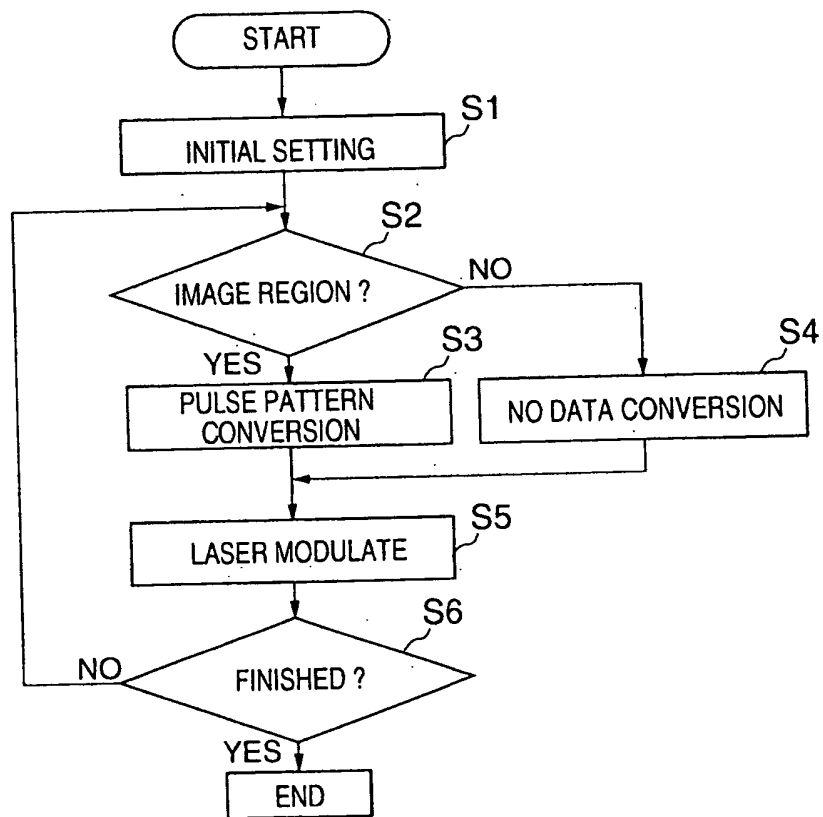 START
S1
INITIAL SETTING
S2
IMAGE REGION ?
NO
YES
S3
PULSE PATTERN
CONVERSION
S4
NO DATA CONVERSION
S5
LASER MODULATE
S6
FINISHED ?
NO
YES
END